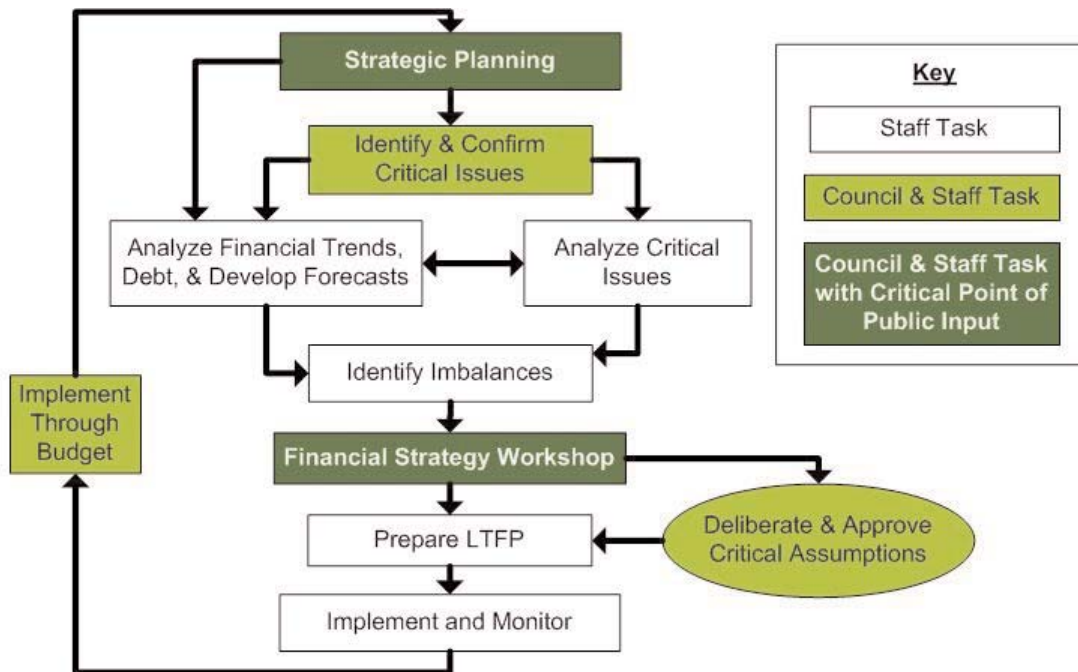 Strategic Planning
Identify & Confirm
Critical Issues
Analyze Financial Trends,
Debt, & Develop Forecasts
Analyze Critical
Issues
Identify Imbalances
Implement
Through
Budget
Financial Strategy Workshop
Deliberate & Approve
Critical Assumptions
Prepare LTFP
Implement and Monitor
Key
Staff Task
Council & Staff Task
Council & Staff Task
with Critical Point of
Public Input